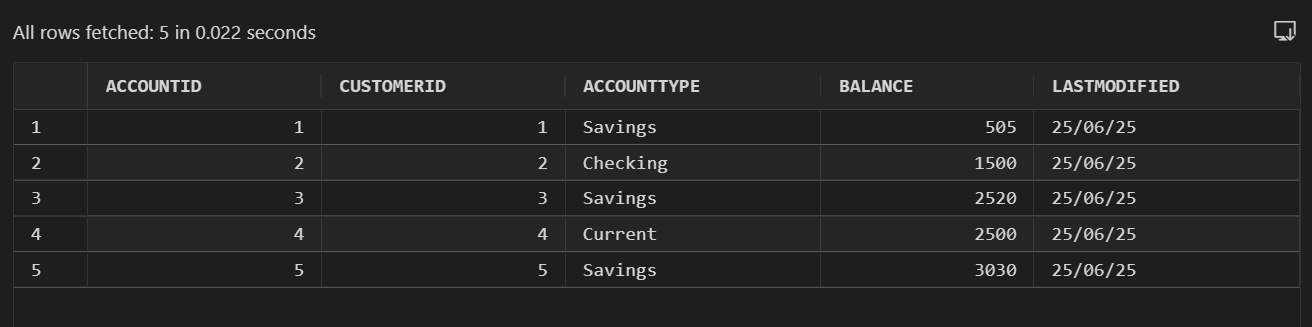 All rows fetched: 5 in 0.022 seconds
ACCOUNTID CUSTOMERID ACCOUNTTYPE BALANCE LASTMODIFIED
1 1 1 Savings 505 25/06/25
2 2 2 Checking 1500 25/06/25
3 3 3 Savings 2520 25/06/25
4 4 4 Current 2500 25/06/25
5 5 5 Savings 3030 25/06/25